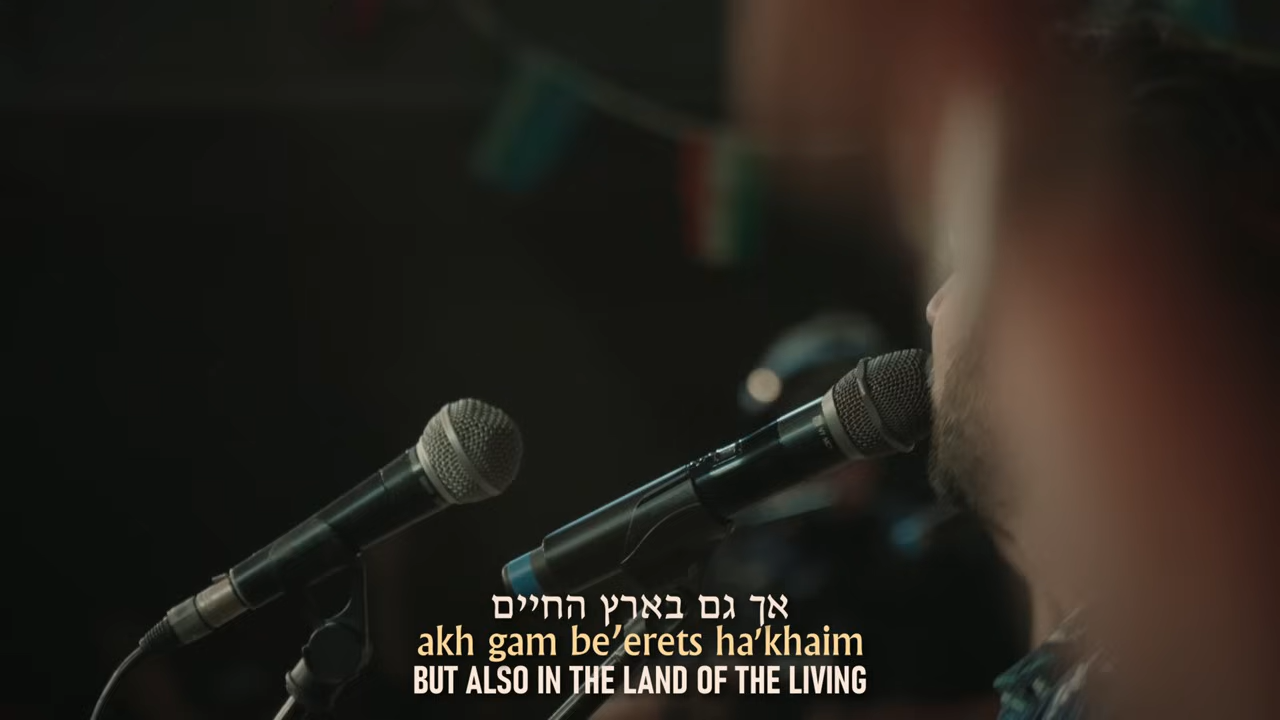 אך גם בארץ החיים
akh gam be'erets ha'khaim
BUT ALSO IN THE LAND OF THE LIVING